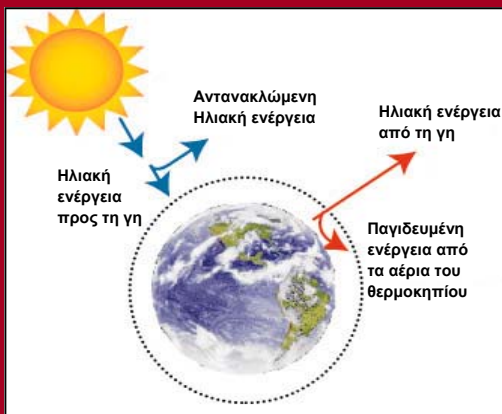 Αντανακλώμενη
Ηλιακή ενέργεια
Ηλιακή ενέργεια
από τη γη
Ηλιακή
ενέργεια
προς τη γη
Παγιδευμένη
ενέργεια από
τα αέρια του
θερμοκηπίου